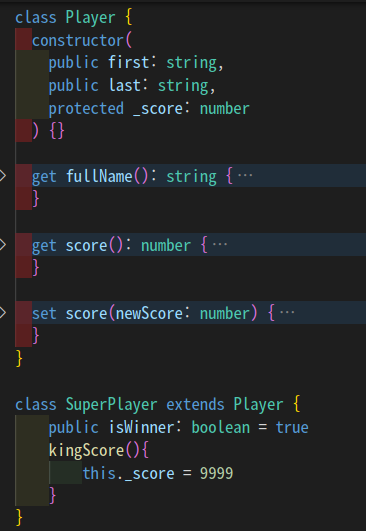 class Player {
constructor(
public first: string,
public last: string,
protected _score: number
) {}
get fullName(): string { ···
}
get score(): number { ···
}
set score(newScore: number) { ···
}
}
class SuperPlayer extends Player {
public isWinner: boolean = true
kingScore(){
this._score = 9999
}
}